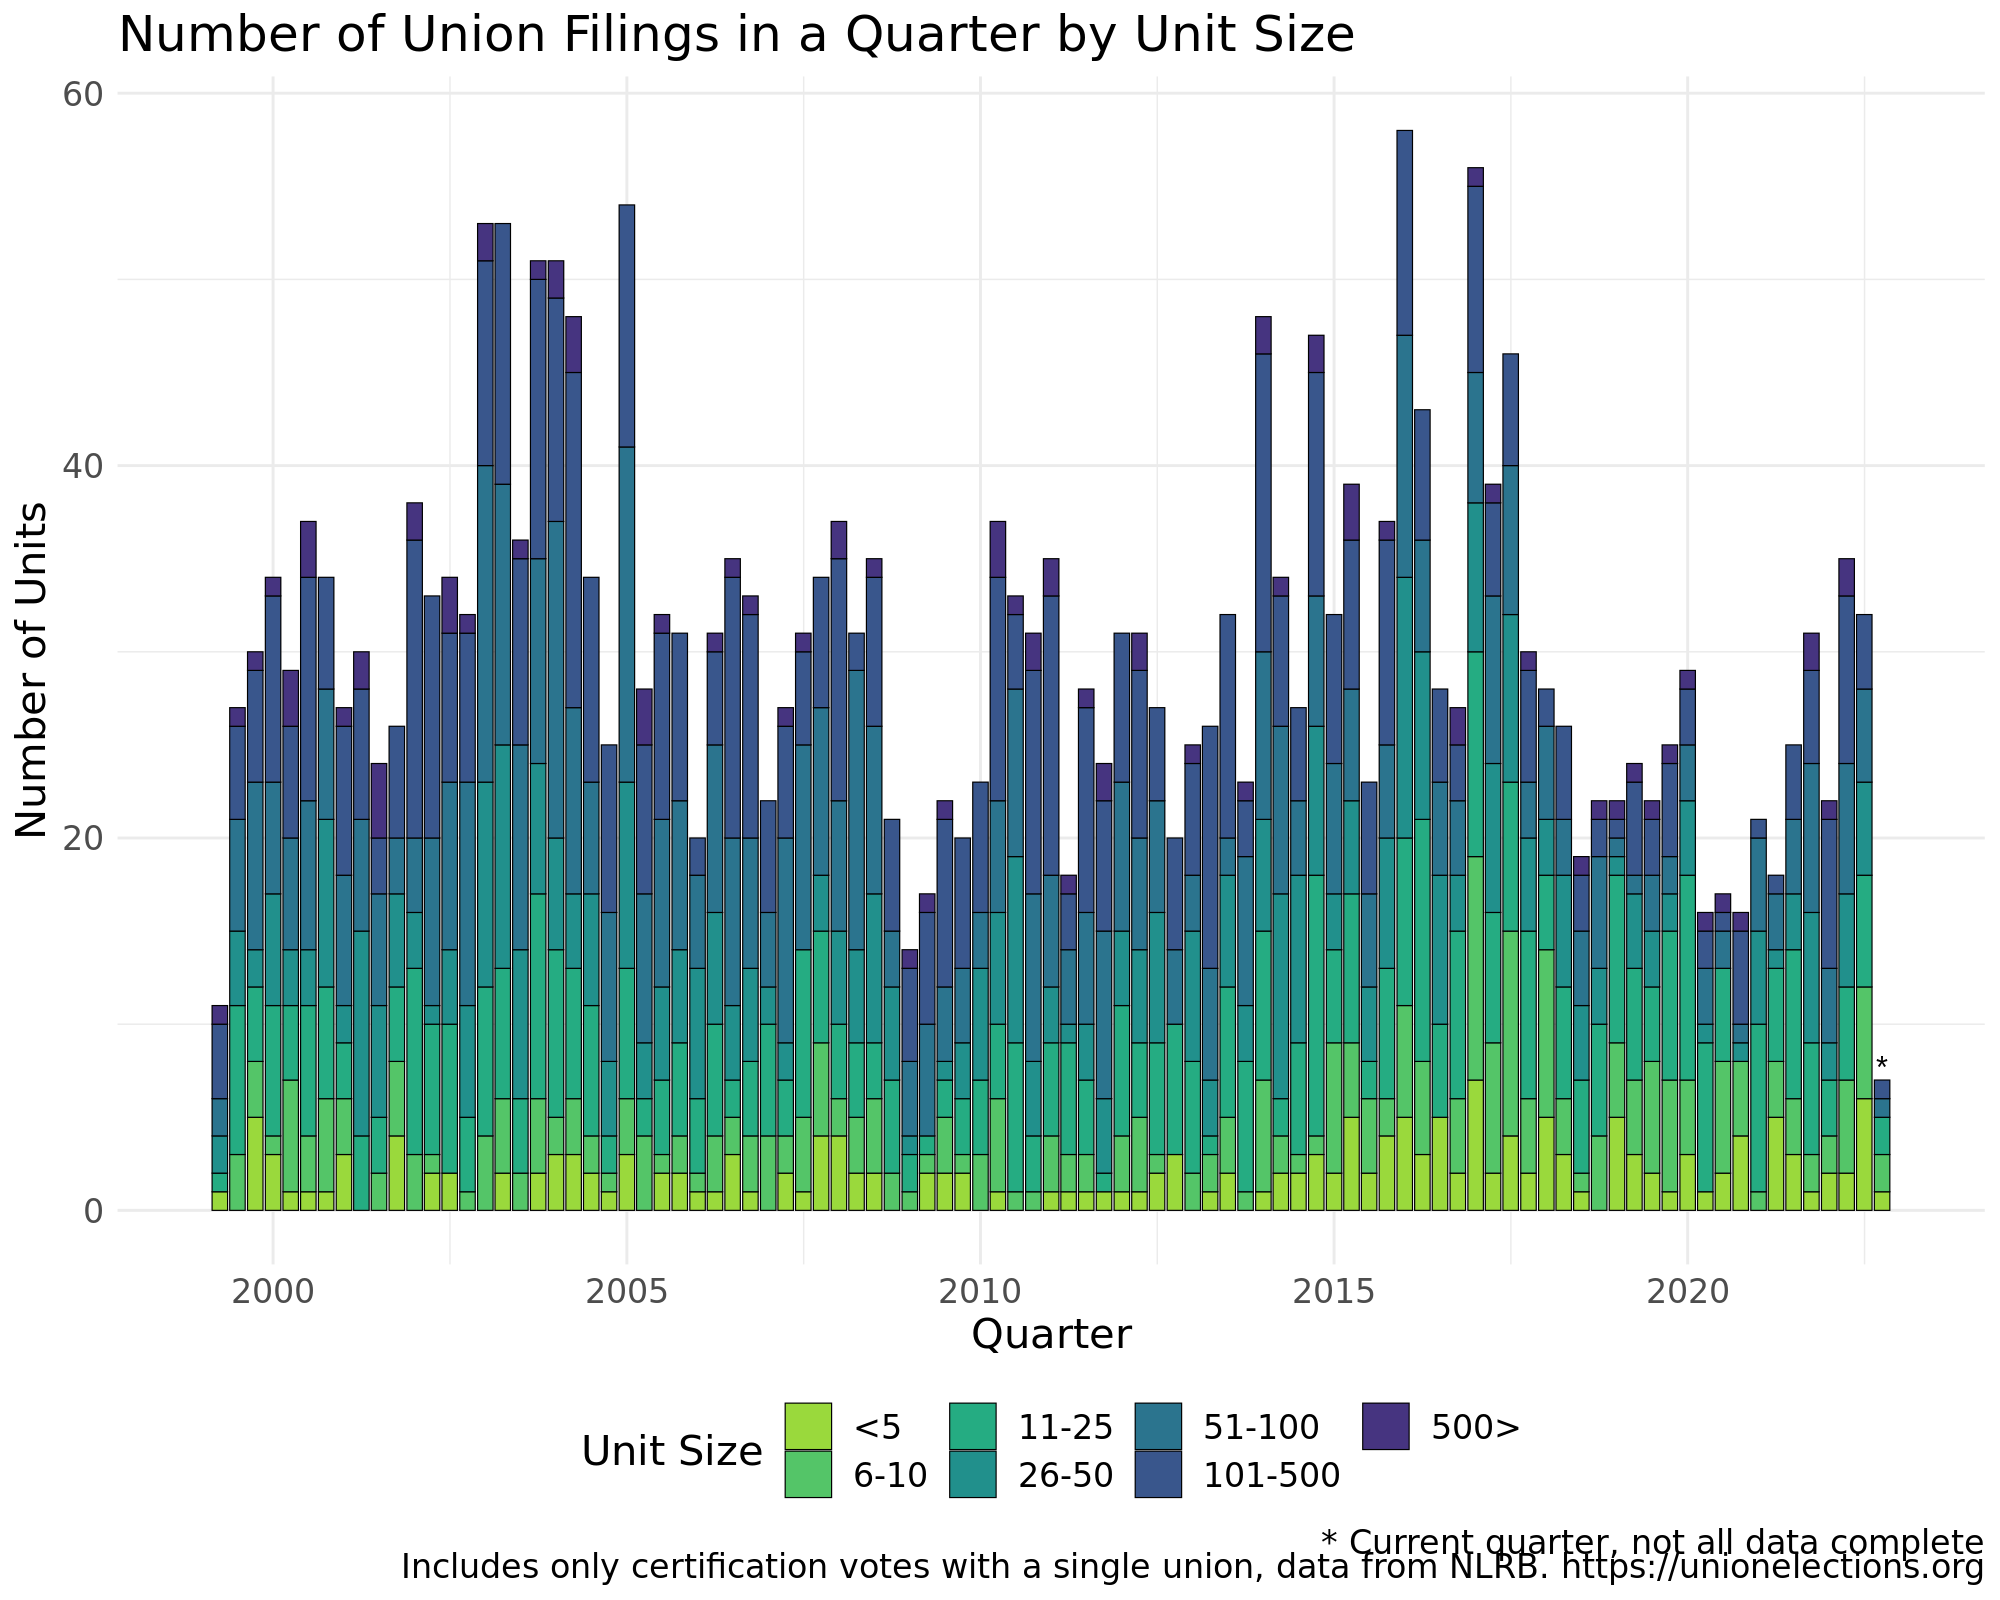 Number of Union Filings in a Quarter by Unit Size
60
40
20
0
Number of Units
*
2000 2005 2010 2015 2020
Quarter
Unit Size
<5 11-25 51-100 500>
6-10 26-50 101-500
* Current quarter, not all data complete
Includes only certification votes with a single union, data from NLRB. https://unionelections.org